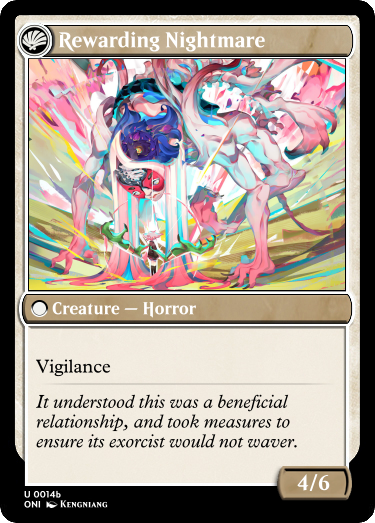 Rewarding Nightmare
Creature — Horror
Vigilance
It understood this was a beneficial
relationship, and took measures to
ensure its exorcist would not waver.
4/6
U 0014b
ONI Kengniang